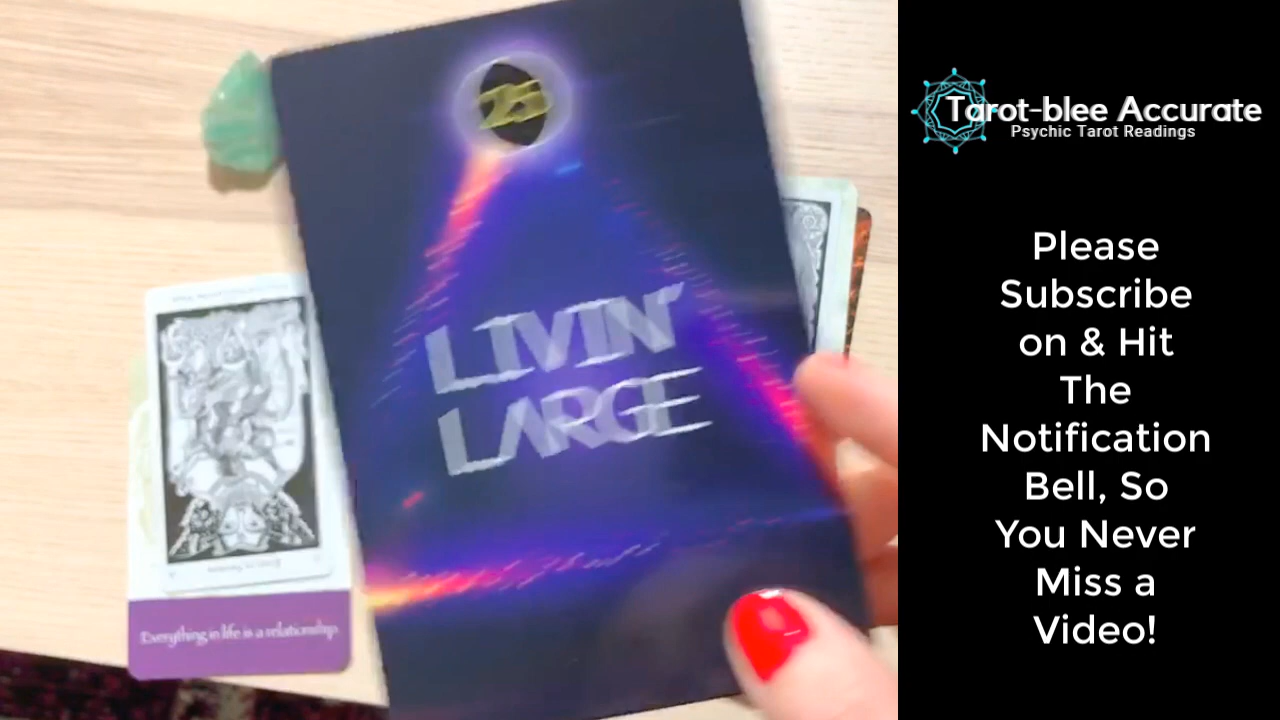 25
LIVIN'
LARGE
Everything in life is a relationship.
Tarot-blee Accurate
Psychic Tarot Readings
Please
Subscribe
on & Hit
The
Notification
Bell, So
You Never
Miss a
Video!